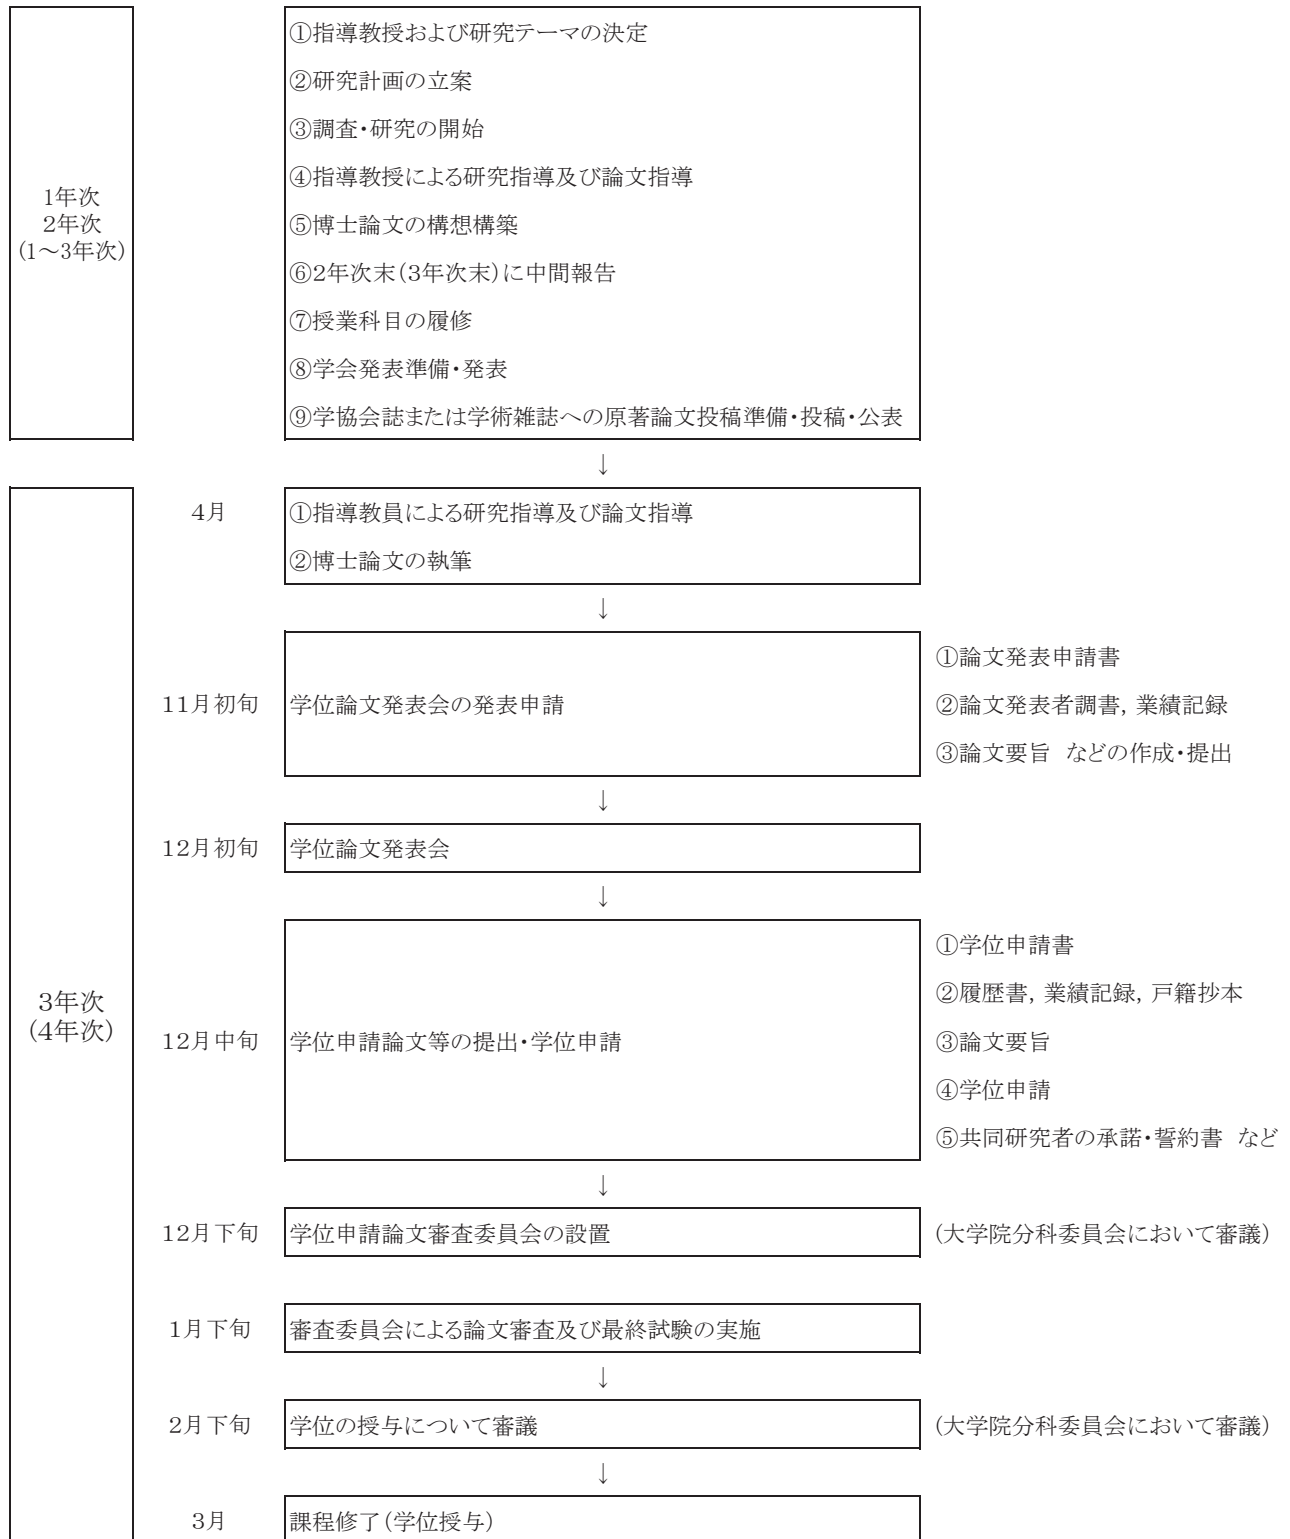 1年次
2年次
(1～3年次)
①指導教授および研究テーマの決定
②研究計画の立案
③調査・研究の開始
④指導教授による研究指導及び論文指導
⑤博士論文の構想構築
⑥2年次末(3年次末)に中間報告
⑦授業科目の履修
⑧学会発表準備・発表
⑨学協会誌または学術雑誌への原著論文投稿準備・投稿・公表
↓
3年次
(4年次)
4月
①指導教員による研究指導及び論文指導
②博士論文の執筆
↓
11月初旬
学位論文発表会の発表申請
①論文発表申請書
②論文発表者調書, 業績記録
③論文要旨 などの作成・提出
↓
12月初旬
学位論文発表会
↓
12月中旬
学位申請論文等の提出・学位申請
①学位申請書
②履歴書, 業績記録, 戸籍抄本
③論文要旨
④学位申請
⑤共同研究者の承諾・誓約書 など
↓
12月下旬
学位申請論文審査委員会の設置
(大学院分科委員会において審議)
1月下旬
審査委員会による論文審査及び最終試験の実施
↓
2月下旬
学位の授与について審議
(大学院分科委員会において審議)
↓
3月
課程修了(学位授与)